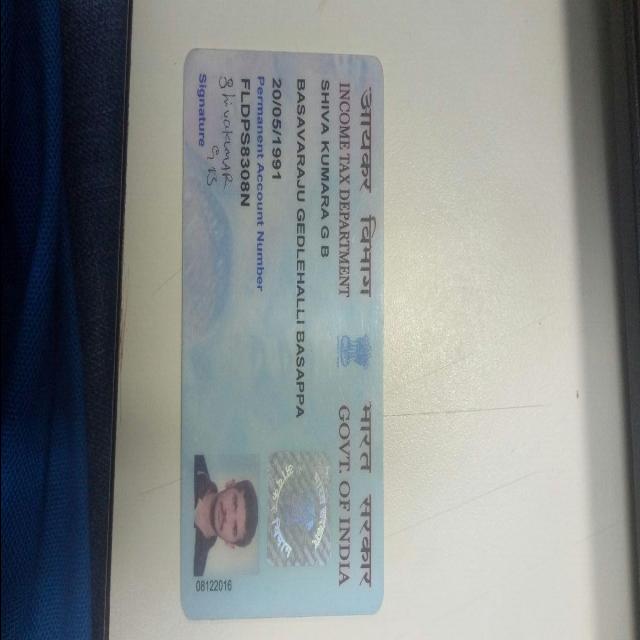 आयकर विभाग
INCOME TAX DEPARTMENT
भारत सरकार
GOVT. OF INDIA
SHIVA KUMARA G B
BASAVARAJU GEDLEHALLI BASAPPA
20/05/1991
Permanent Account Number
FLDPS8308N
Signature
08122016